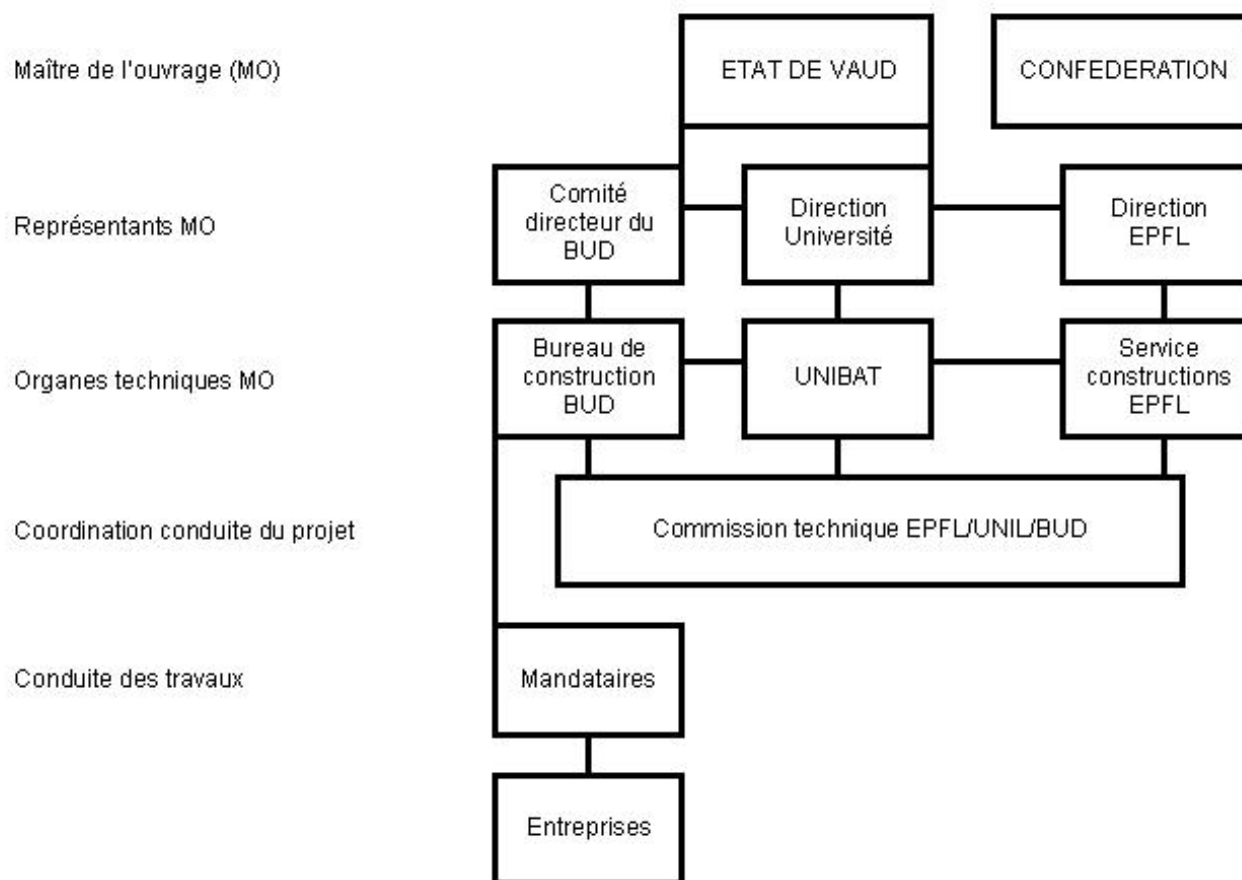 Maître de l'ouvrage (MO)
ETAT DE VAUD
CONFEDERATION
Représentants MO
Comité
directeur du
BUD
Direction
Université
Direction
EPFL
Organes techniques MO
Bureau de
construction
BUD
UNIBAT
Service
constructions
EPFL
Coordination conduite du projet
Commission technique EPFL/UNIL/BUD
Conduite des travaux
Mandataires
Entreprises